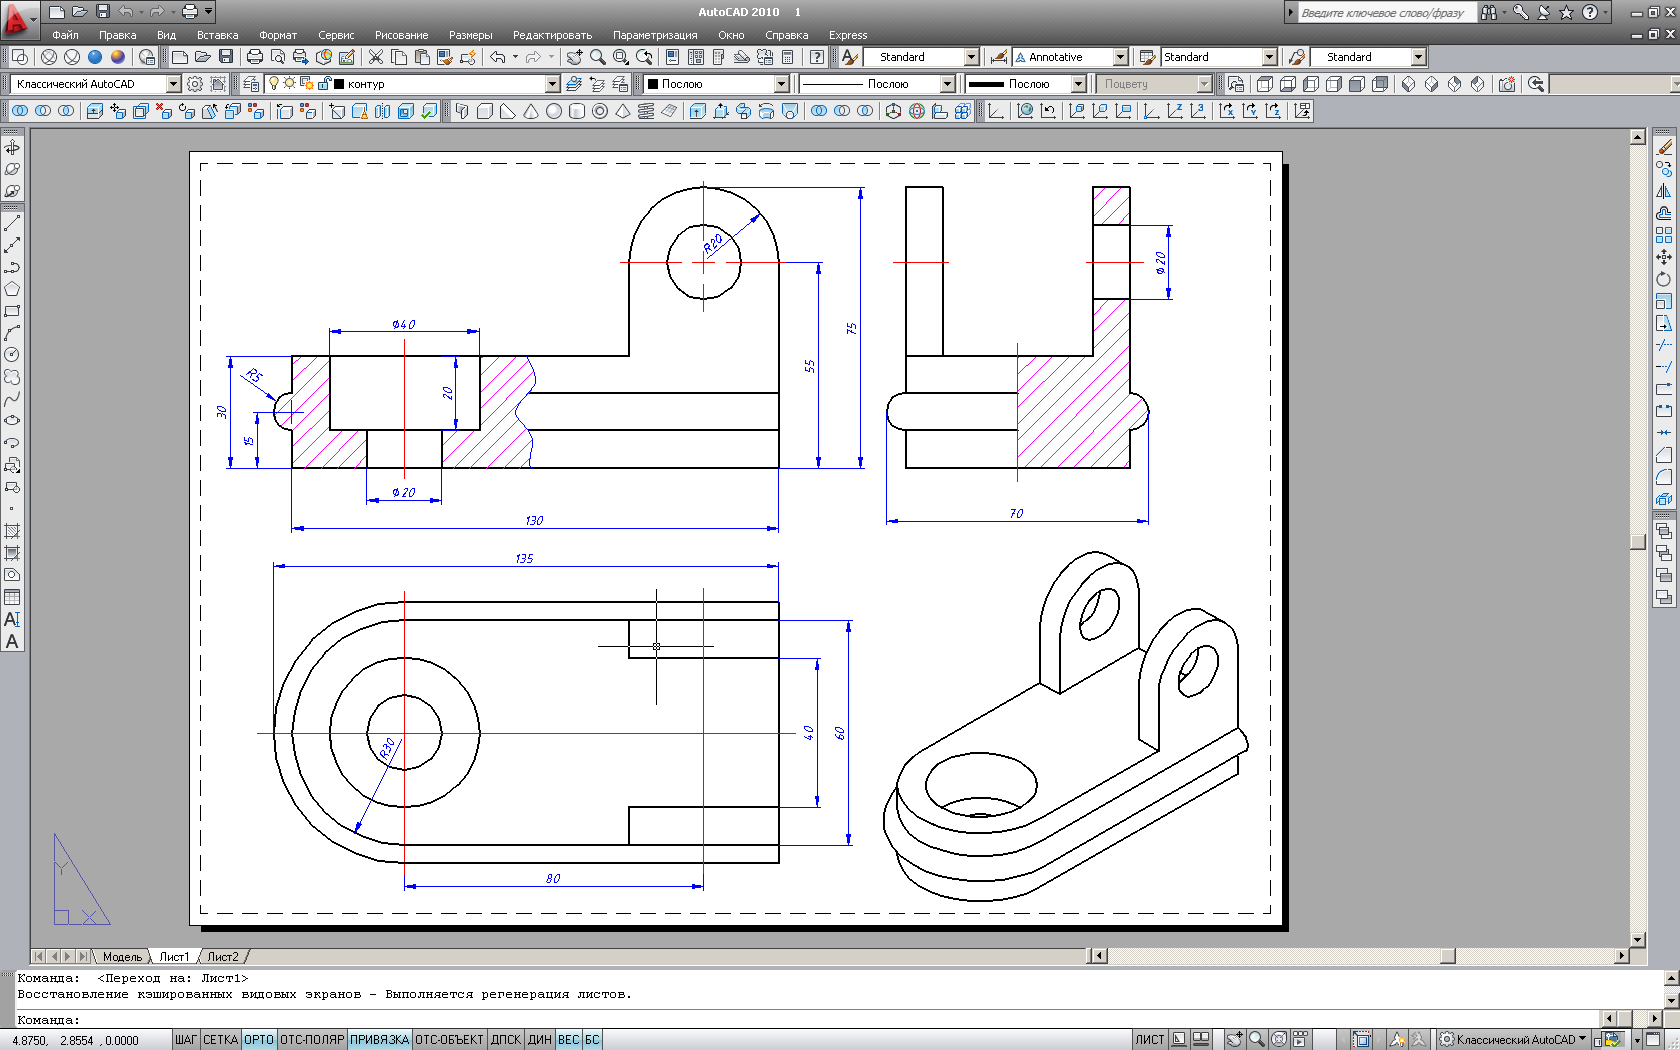 AutoCAD 2010 1
Введите ключевое слово/фразу
Файл Правка Вид Вставка Формат Сервис Рисование Размеры Редактировать Параметризация Окно Справка Express
Standard Annotative Standard Standard
Классический AutoCAD контур Послою Послою Послою Поцвету
R20
Ø20
75
55
Ø40
R5
20
30
15
Ø20
130
70
135
40
60
R30
80
Y
X
Модель Лист1 Лист2
Команда: <Переход на: Лист1>
Восстановление кэшированных видовых экранов - Выполняется регенерация листов.
Команда:
4.8750, 2.8554 , 0.0000 ШАГ СЕТКА ОРТО ОТС-ПОЛЯР ПРИВЯЗКА ОТС-ОБЪЕКТ ДПСК ДИН ВЕС БС ЛИСТ Классический AutoCAD